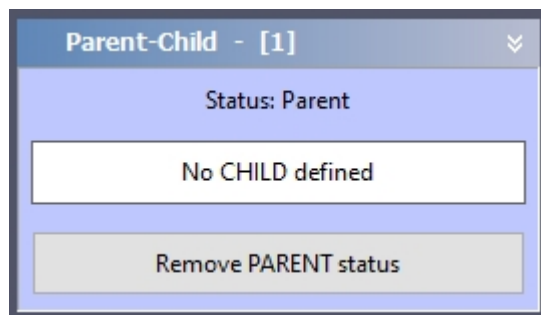 Parent-Child - [1]
Status: Parent
No CHILD defined
Remove PARENT status